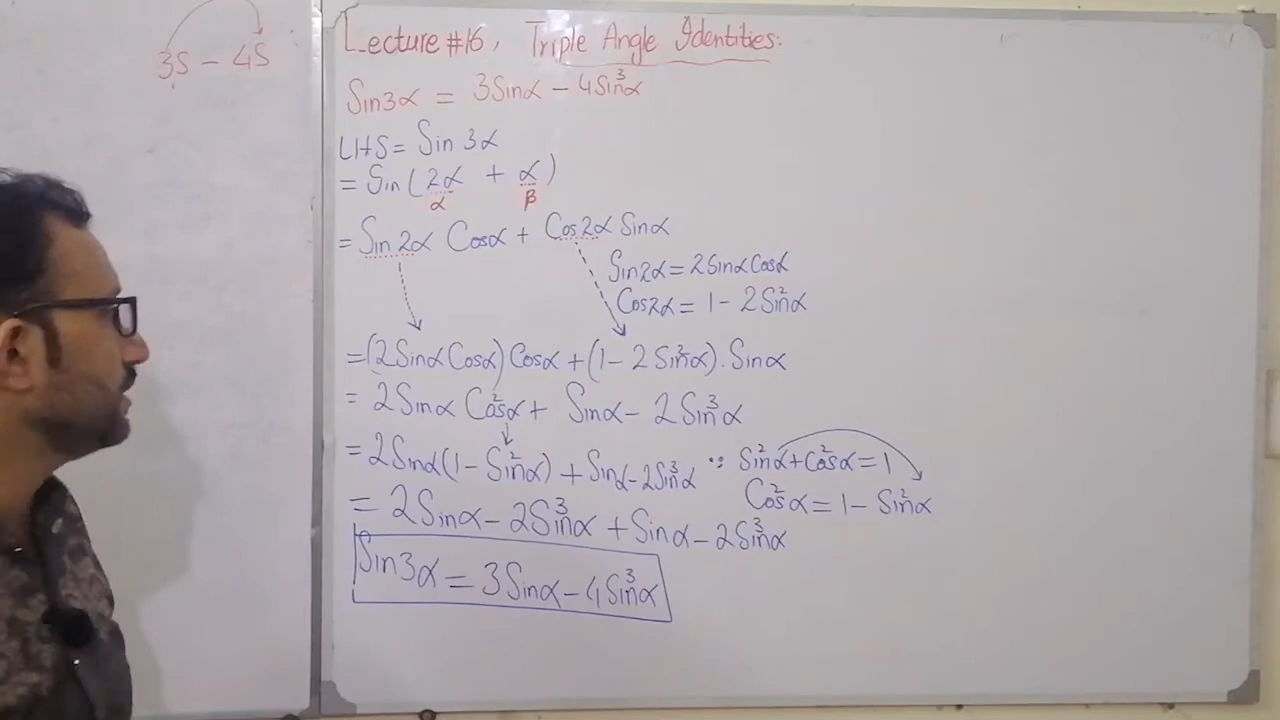 3S - 4S
Lecture #16, Triple Angle Identities:
Sin3α = 3Sinα - 4Sin³α
LHS = Sin 3α
= Sin(2α + α)
α β
= Sin 2α Cosα + Cos2α Sinα
Sin2α = 2SinαCosα
Cos2α = 1 - 2Sin²α
= (2SinαCosα)Cosα + (1 - 2Sin²α).Sinα
= 2Sinα Cos²α + Sinα - 2Sin³α
= 2Sinα(1 - Sin²α) + Sinα - 2Sin³α ∵ Sin²α + Cos²α = 1
Cos²α = 1 - Sin²α
= 2Sinα - 2Sin³α + Sinα - 2Sin³α
Sin3α = 3Sinα - 4Sin³α